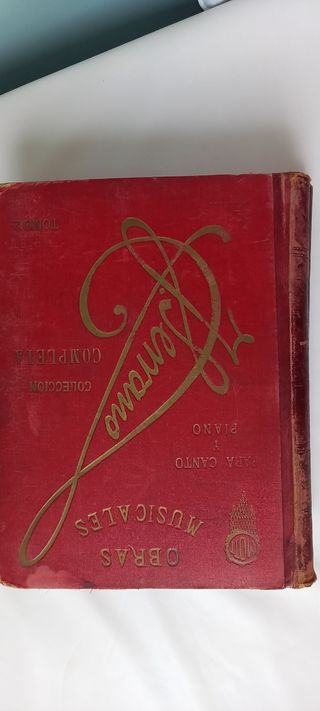 OBRAS
MUSICALES
PARA CANTO
Y
PIANO
J. Serrano
COLECCION
COMPLETA
TOMO 2